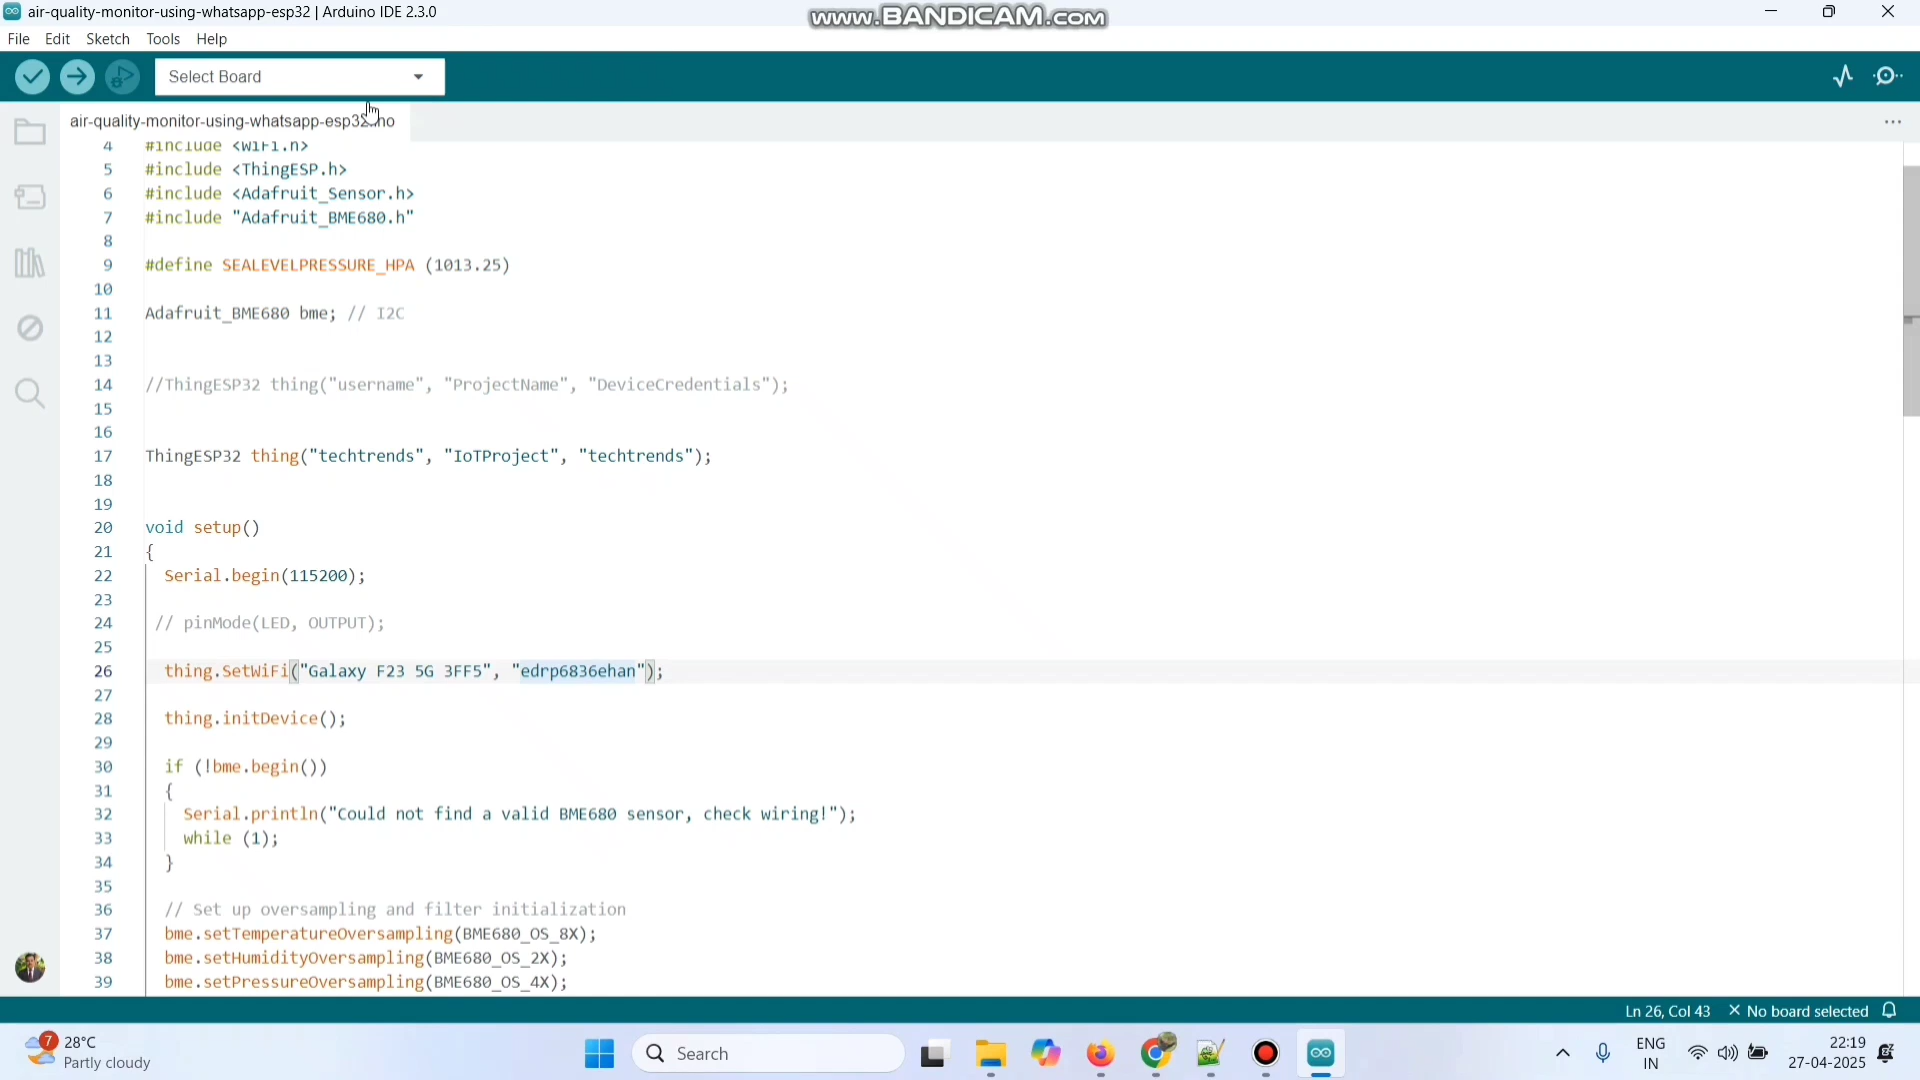 air-quality-monitor-using-whatsapp-esp32 | Arduino IDE 2.3.0
www.BANDICAM.com
File Edit Sketch Tools Help
Select Board
air-quality-monitor-using-whatsapp-esp32.ino
4 #include <WiFi.h>
5 #include <ThingESP.h>
6 #include <Adafruit_Sensor.h>
7 #include "Adafruit_BME680.h"
8
9 #define SEALEVELPRESSURE_HPA (1013.25)
10
11 Adafruit_BME680 bme; // I2C
12
13
14 //ThingESP32 thing("username", "ProjectName", "DeviceCredentials");
15
16
17 ThingESP32 thing("techtrends", "IoTProject", "techtrends");
18
19
20 void setup()
21 {
22 Serial.begin(115200);
23
24 // pinMode(LED, OUTPUT);
25
26 thing.SetWiFi("Galaxy F23 5G 3FF5", "edrp6836ehan");
27
28 thing.initDevice();
29
30 if (!bme.begin())
31 {
32 Serial.println("Could not find a valid BME680 sensor, check wiring!");
33 while (1);
34 }
35
36 // Set up oversampling and filter initialization
37 bme.setTemperatureOversampling(BME680_OS_8X);
38 bme.setHumidityOversampling(BME680_OS_2X);
39 bme.setPressureOversampling(BME680_OS_4X);
Ln 26, Col 43 × No board selected
7
28°C
Partly cloudy
Search
ENG
IN
22:19
27-04-2025